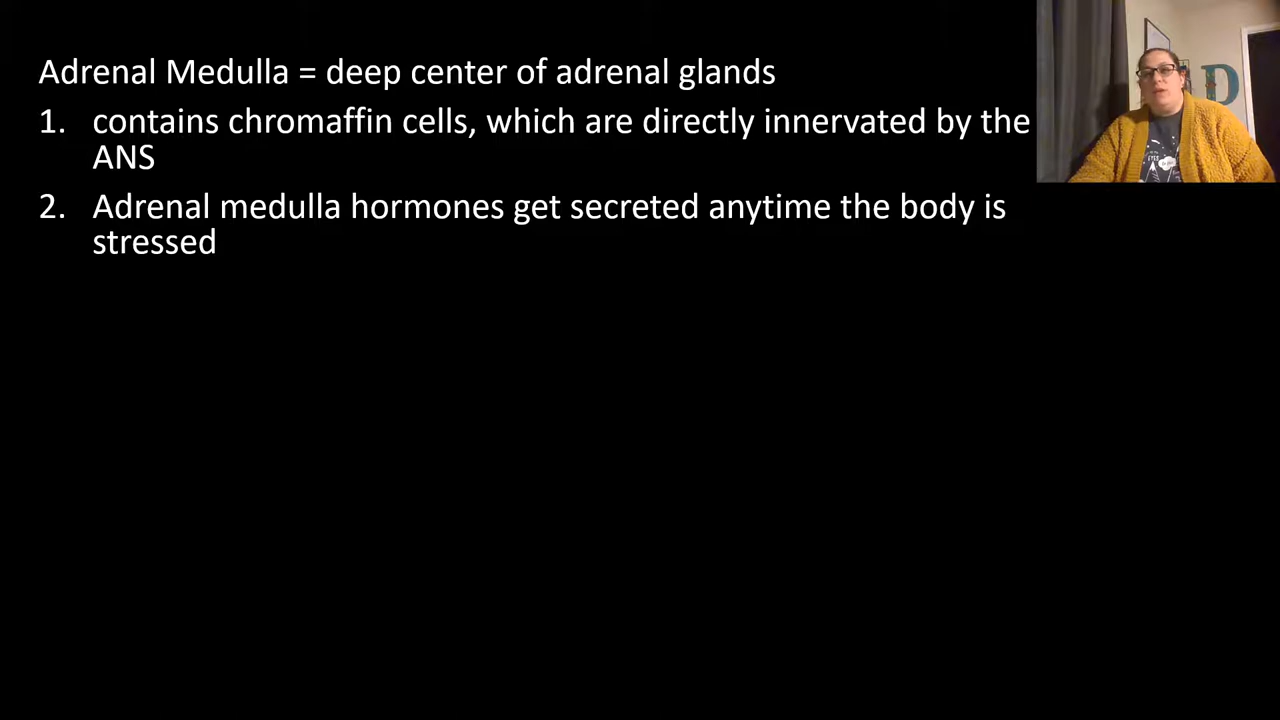 Adrenal Medulla = deep center of adrenal glands
1. contains chromaffin cells, which are directly innervated by the
ANS
2. Adrenal medulla hormones get secreted anytime the body is
stressed
D